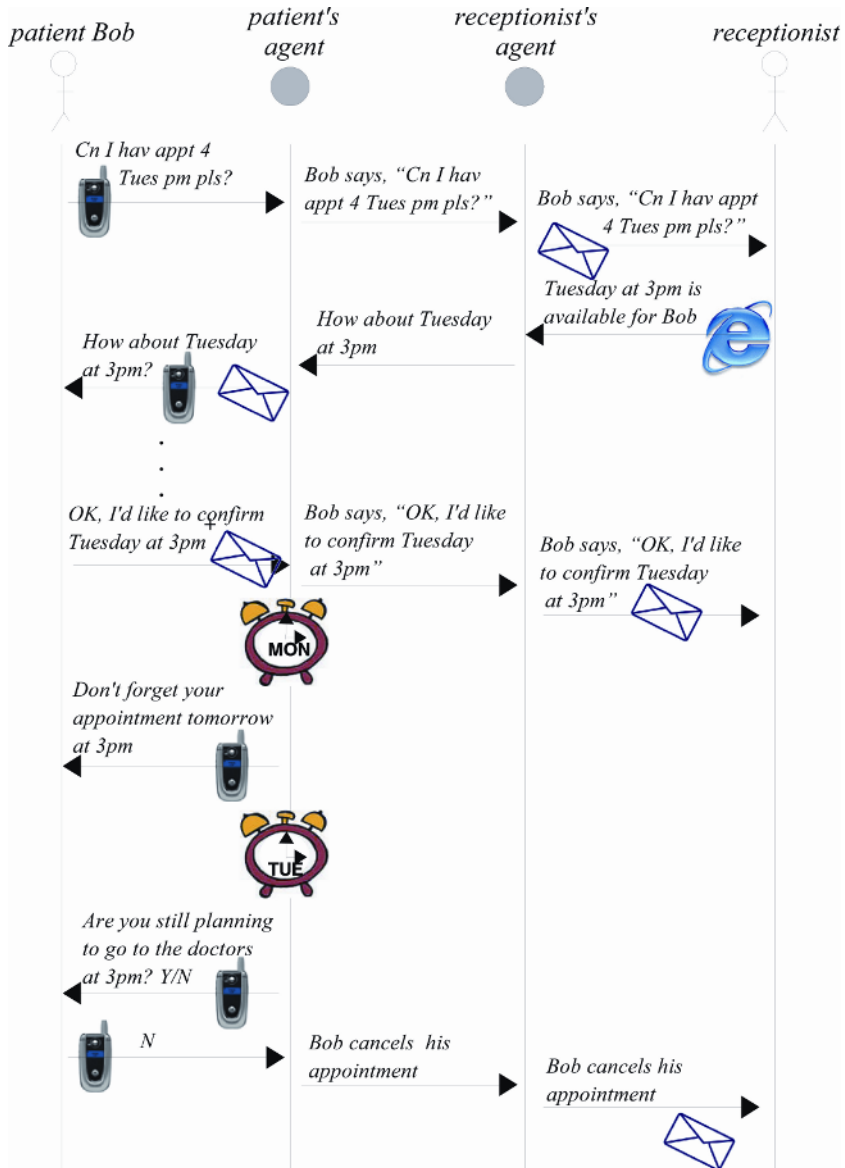 patient Bob
patient's
agent
receptionist's
agent
receptionist
Cn I hav appt 4
Tues pm pls?
Bob says, “Cn I hav
appt 4 Tues pm pls?”
Bob says, “Cn I hav appt
4 Tues pm pls?”
Tuesday at 3pm is
available for Bob
How about Tuesday
at 3pm
How about Tuesday
at 3pm?
OK, I'd like to confirm
Tuesday at 3pm
Bob says, “OK, I'd like
to confirm Tuesday
at 3pm”
Bob says, “OK, I'd like
to confirm Tuesday
at 3pm”
MON
Don't forget your
appointment tomorrow
at 3pm
TUE
Are you still planning
to go to the doctors
at 3pm? Y/N
N
Bob cancels his
appointment
Bob cancels his
appointment